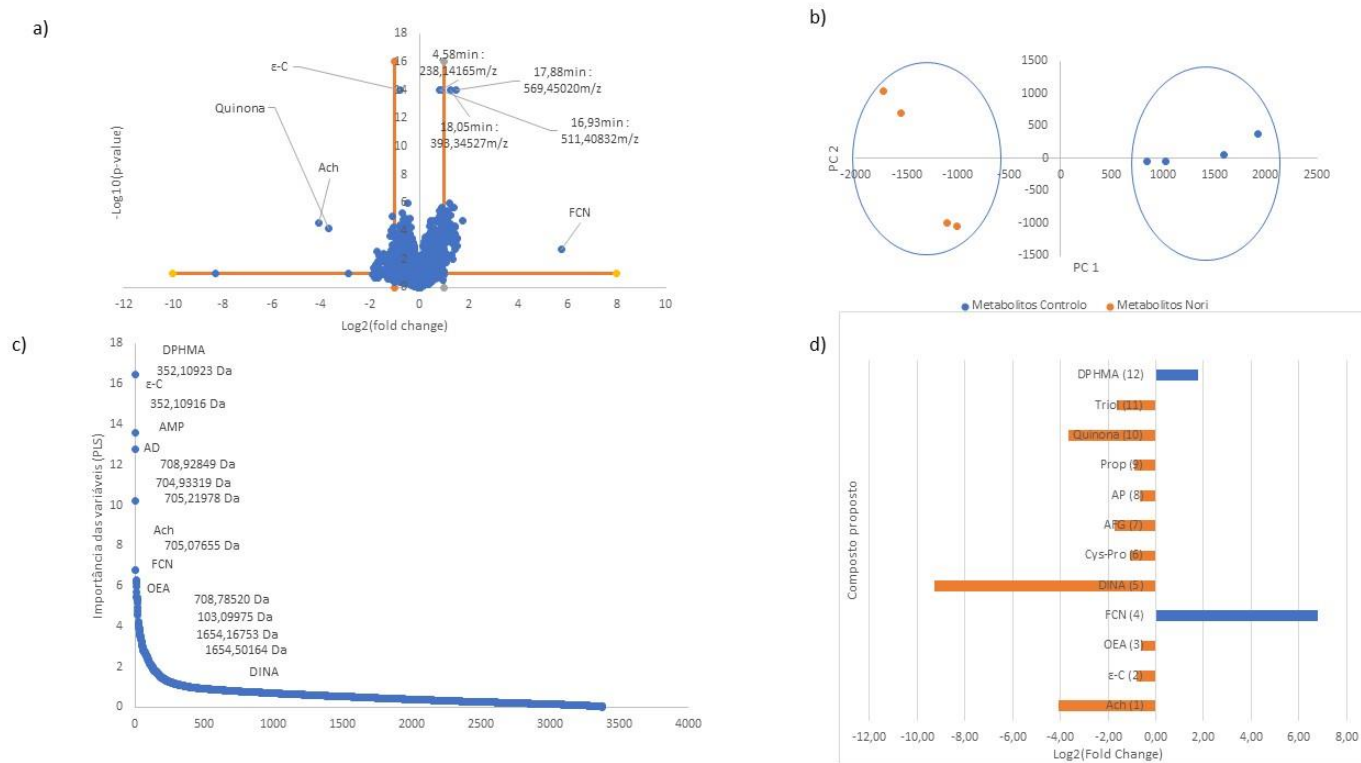 a)
18
16
14
12
10
8
6
4
2
0
-Log10(p-value)
ε-C
Quinona
Ach
4,58min :
238,14165m/z
17,88min :
569,45020m/z
16,93min :
511,40832m/z
18,05min :
393,34527m/z
FCN
-12
-10
-8
-6
-4
-2
0
2
4
6
8
10
Log2(fold change)
b)
1500
1000
500
0
-500
-1000
-1500
PC 2
-2000
-1500
-1000
-500
0
500
1000
1500
2000
2500
PC 1
Metabolitos Controlo
Metabolitos Nori
c)
18
16
14
12
10
8
6
4
2
0
Importância das variáveis (PLS)
DPHMA
352,10923 Da
ε-C
352,10916 Da
AMP
AD
708,92849 Da
704,93319 Da
705,21978 Da
Ach
705,07655 Da
FCN
OEA
708,78520 Da
103,09975 Da
1654,16753 Da
1654,50164 Da
DINA
0
500
1000
1500
2000
2500
3000
3500
4000
d)
Composto proposto
DPHMA (12)
Triol (11)
Quinona (10)
Prop (9)
AP (8)
AFG (7)
Cys-Pro (6)
DINA (5)
FCN (4)
OEA (3)
ε-C (2)
Ach (1)
-12,00
-10,00
-8,00
-6,00
-4,00
-2,00
0,00
2,00
4,00
6,00
8,00
Log2(Fold Change)